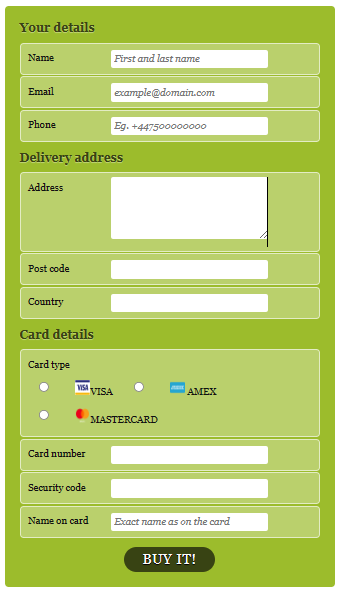 Your details
Name First and last name
Email example@domain.com
Phone Eg. +447500000000
Delivery address
Address
Post code
Country
Card details
Card type
VISA VISA AMEX
MASTERCARD
Card number
Security code
Name on card Exact name as on the card
BUY IT!